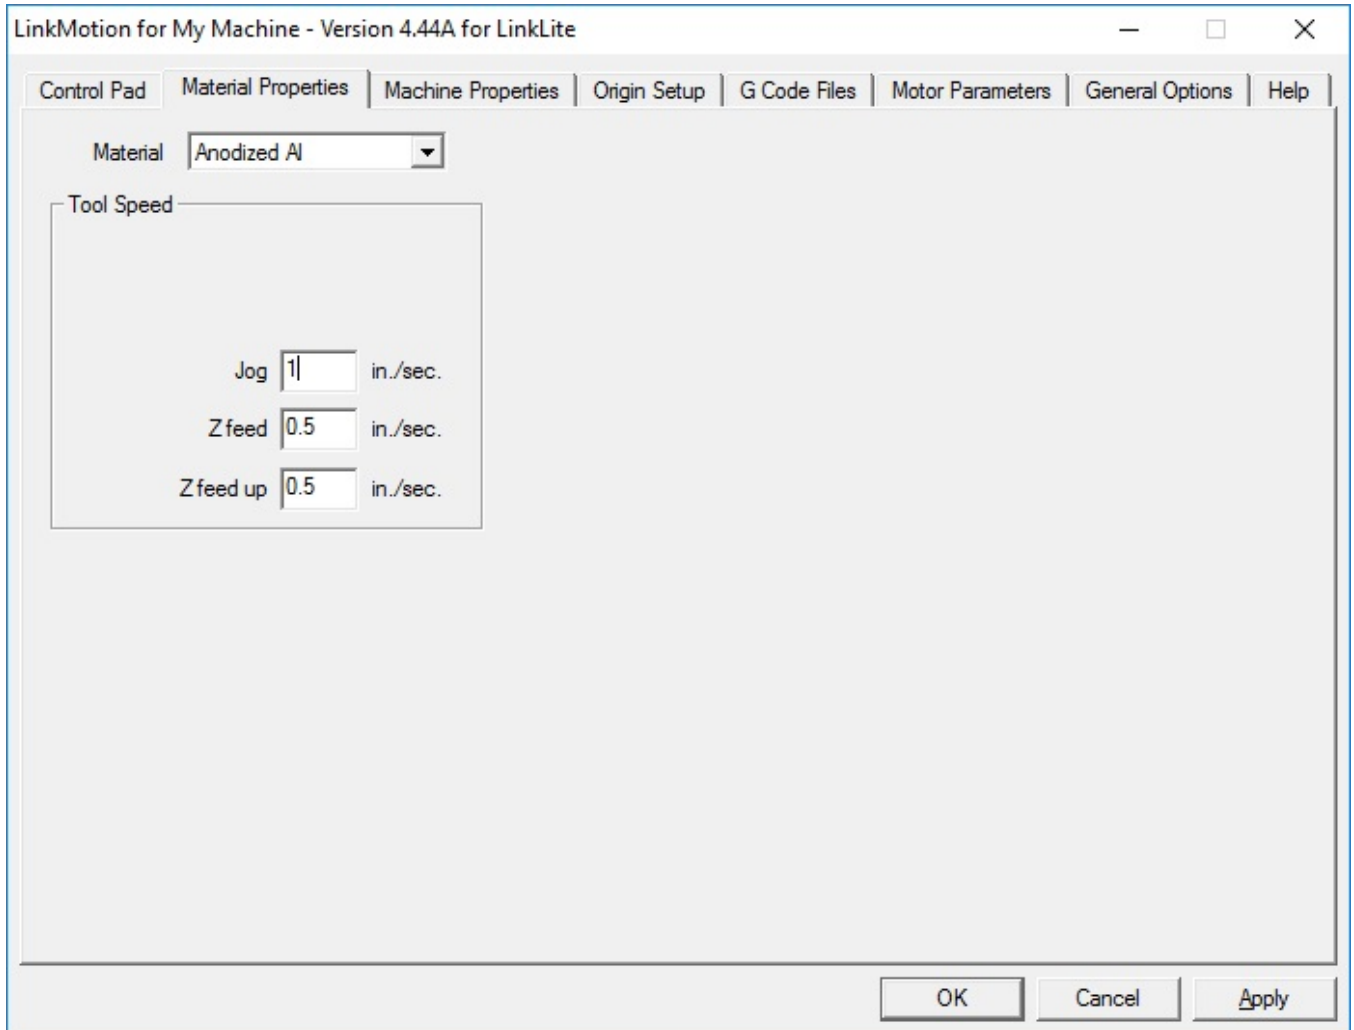 LinkMotion for My Machine - Version 4.44A for LinkLite
Control Pad Material Properties Machine Properties Origin Setup G Code Files Motor Parameters General Options Help
Material Anodized Al
Tool Speed
Jog 1 in./sec.
Z feed 0.5 in./sec.
Z feed up 0.5 in./sec.
OK Cancel Apply